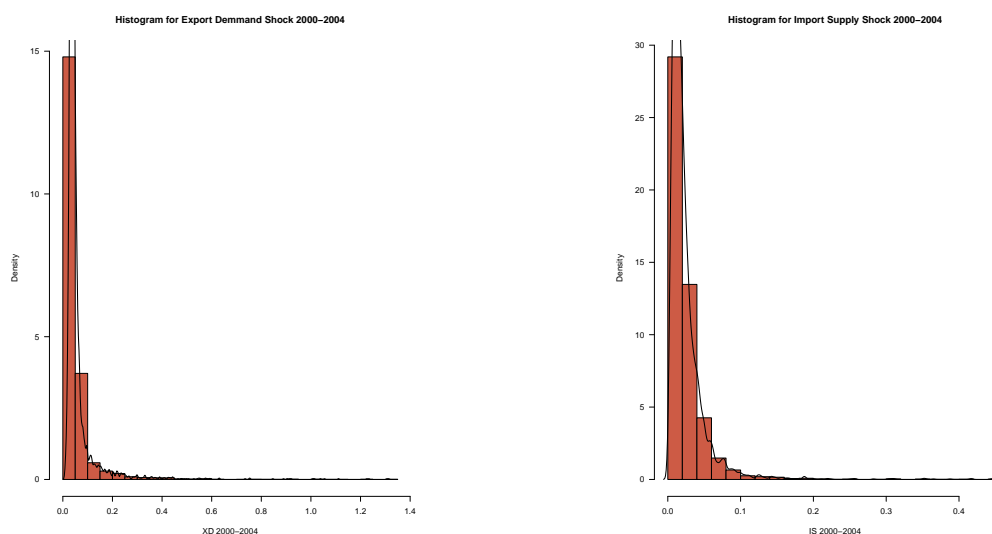 Histogram for Export Demmand Shock 2000−2004
15
10
5
0
Density
0.0 0.2 0.4 0.6 0.8 1.0 1.2 1.4
XD 2000−2004
Histogram for Import Supply Shock 2000−2004
30
25
20
15
10
5
0
Density
0.0 0.1 0.2 0.3 0.4
IS 2000−2004